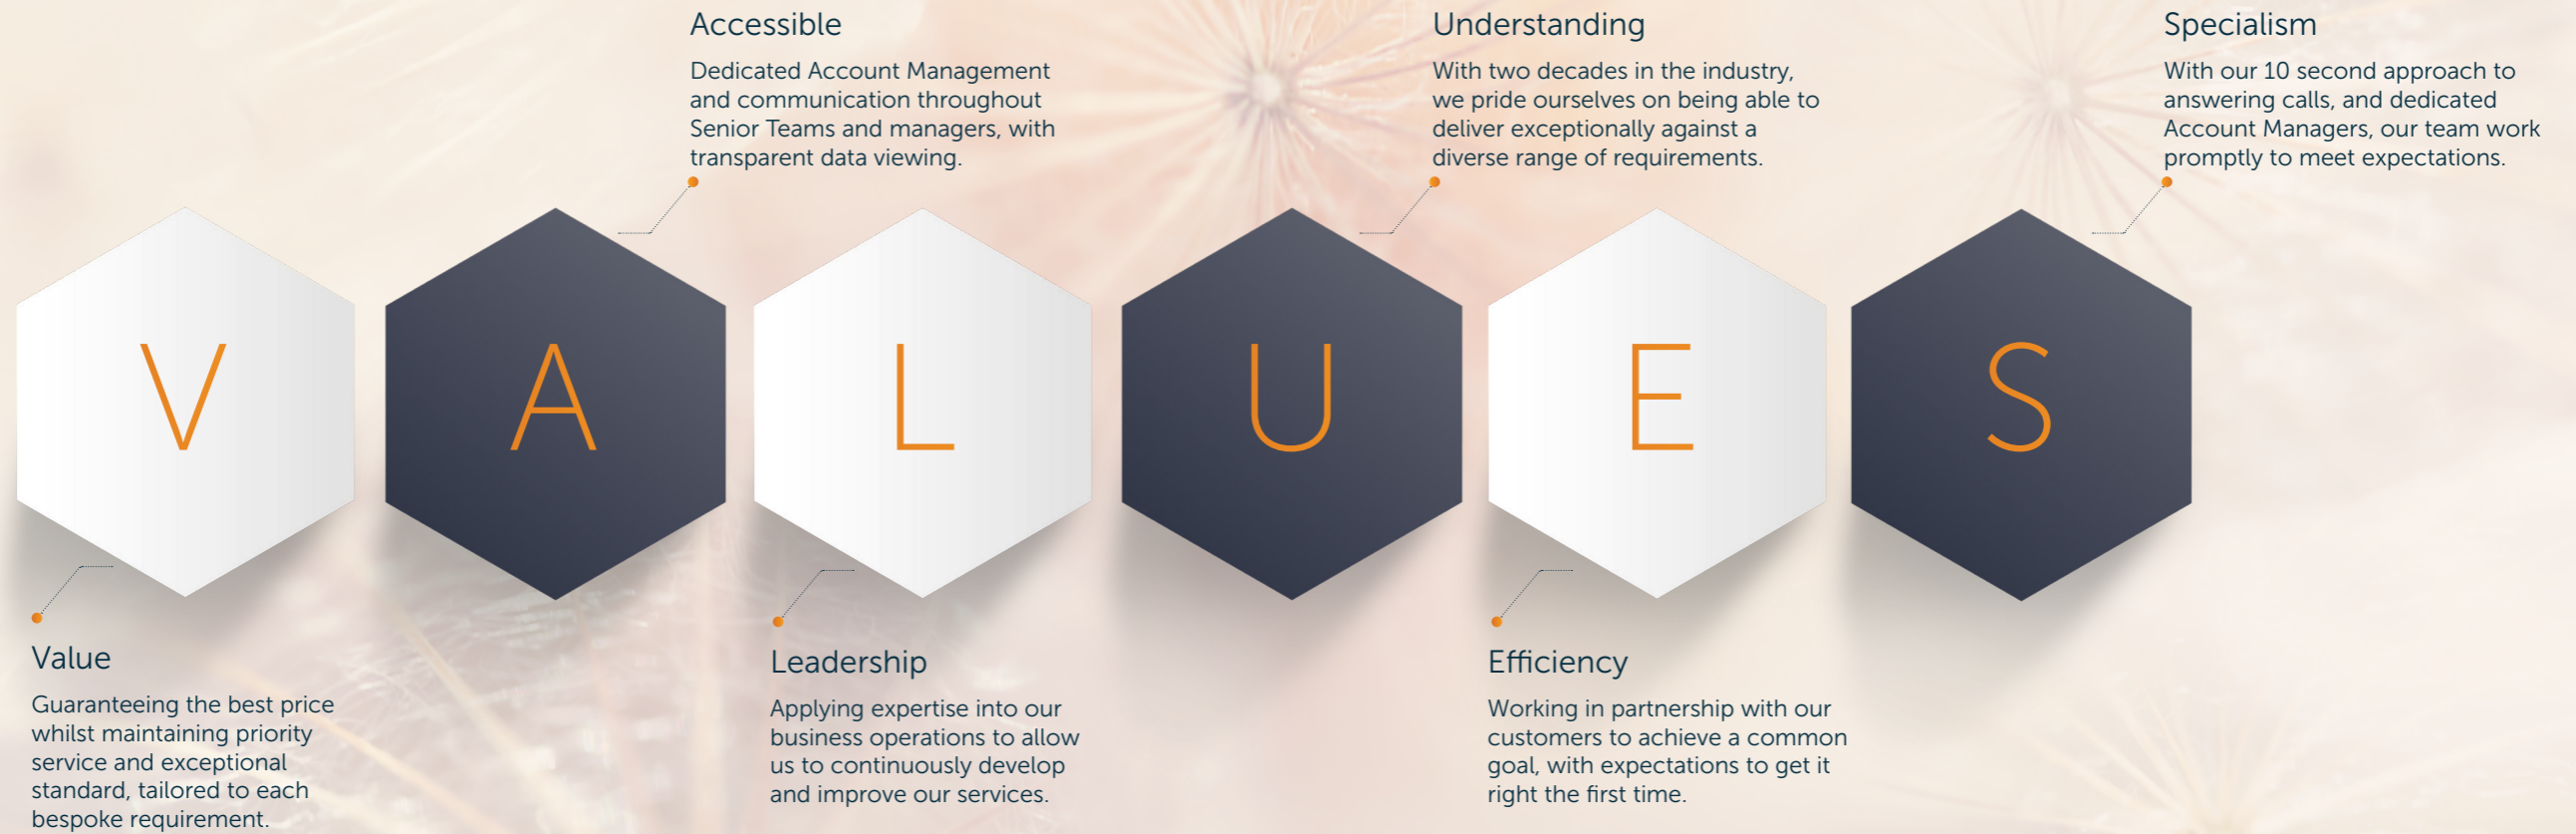 Accessible
Dedicated Account Management
and communication throughout
Senior Teams and managers, with
transparent data viewing.
Understanding
With two decades in the industry,
we pride ourselves on being able to
deliver exceptionally against a
diverse range of requirements.
Specialism
With our 10 second approach to
answering calls, and dedicated
Account Managers, our team work
promptly to meet expectations.
V A L U E S
Value
Guaranteeing the best price
whilst maintaining priority
service and exceptional
standard, tailored to each
bespoke requirement.
Leadership
Applying expertise into our
business operations to allow
us to continuously develop
and improve our services.
Efficiency
Working in partnership with our
customers to achieve a common
goal, with expectations to get it
right the first time.